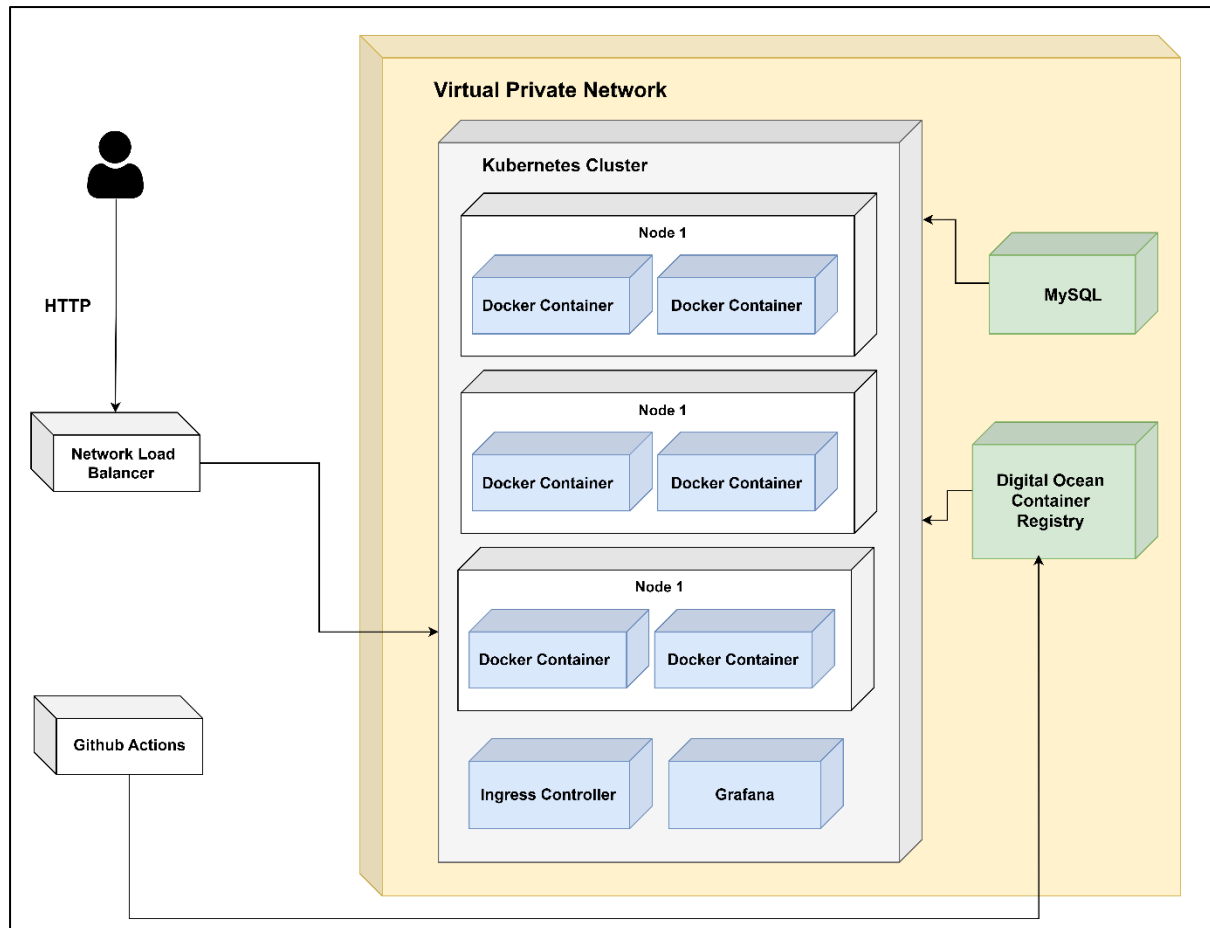 Virtual Private Network
Kubernetes Cluster
Node 1
Docker Container
Docker Container
MySQL
HTTP
Node 1
Docker Container
Docker Container
Network Load
Balancer
Digital Ocean
Container
Registry
Node 1
Docker Container
Docker Container
Github Actions
Ingress Controller
Grafana